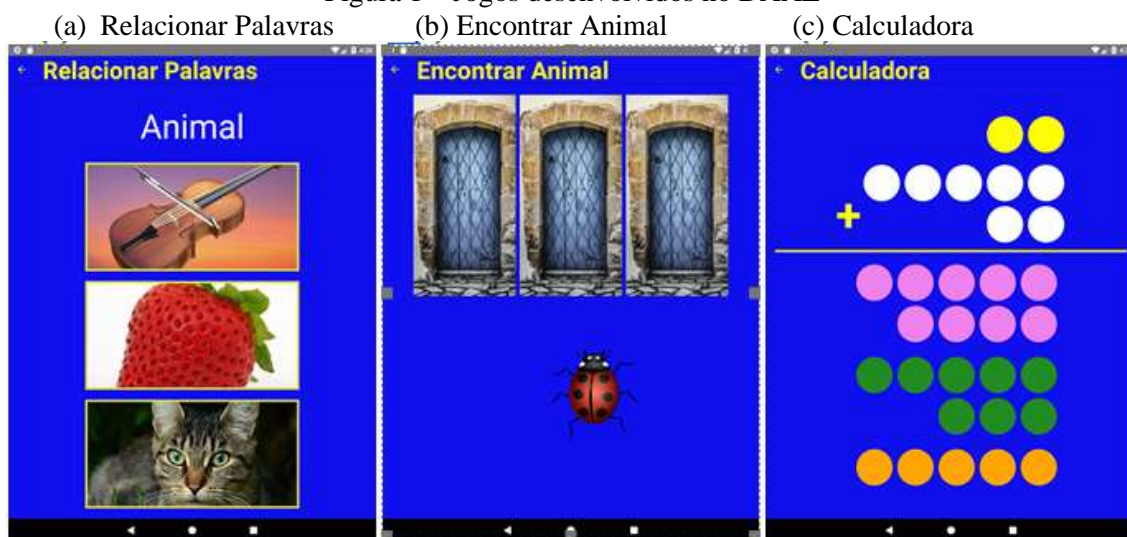 (a) Relacionar Palavras
(b) Encontrar Animal
(c) Calculadora
Relacionar Palavras
Animal
Encontrar Animal
Calculadora
+